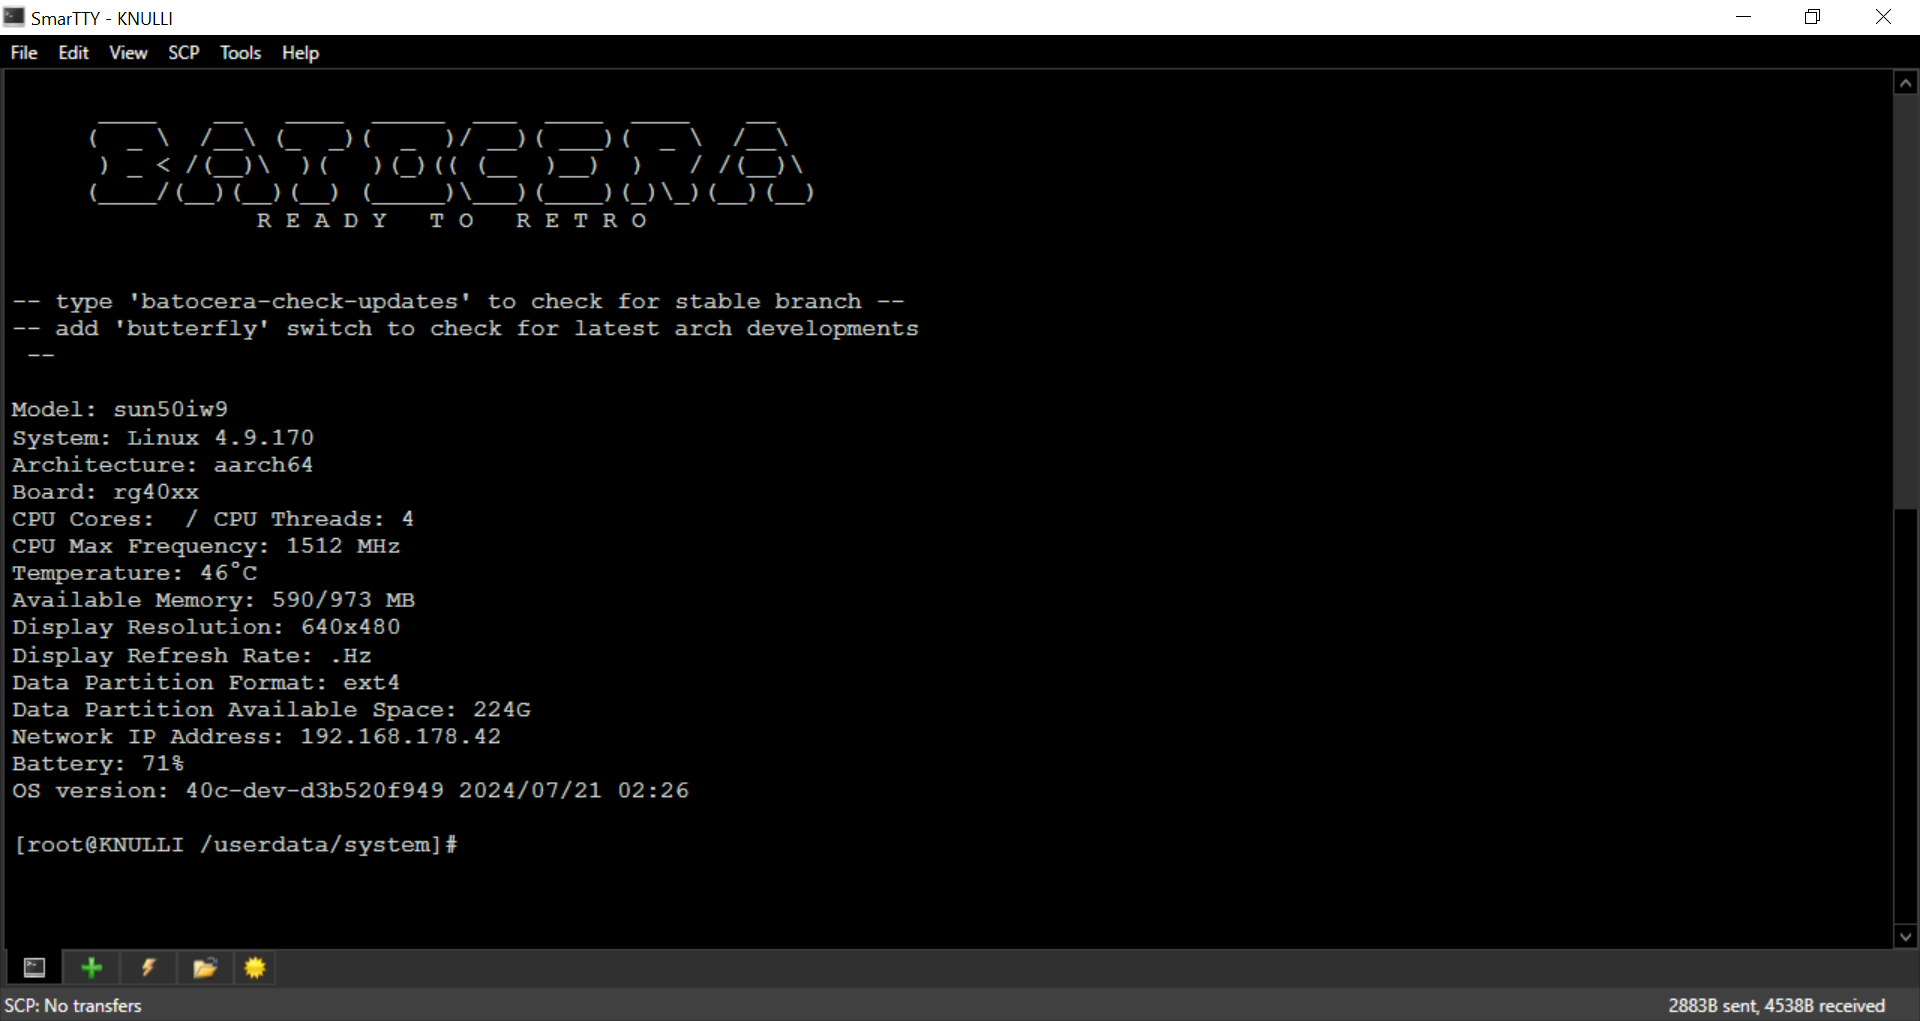 SmarTTY - KNULLI
File Edit View SCP Tools Help
BATOCERA
READY TO RETRO
-- type 'batocera-check-updates' to check for stable branch --
-- add 'butterfly' switch to check for latest arch developments
--
Model: sun50iw9
System: Linux 4.9.170
Architecture: aarch64
Board: rg40xx
CPU Cores:  / CPU Threads: 4
CPU Max Frequency: 1512 MHz
Temperature: 46°C
Available Memory: 590/973 MB
Display Resolution: 640x480
Display Refresh Rate: .Hz
Data Partition Format: ext4
Data Partition Available Space: 224G
Network IP Address: 192.168.178.42
Battery: 71%
OS version: 40c-dev-d3b520f949 2024/07/21 02:26
[root@KNULLI /userdata/system]#
SCP: No transfers
2883B sent, 4538B received